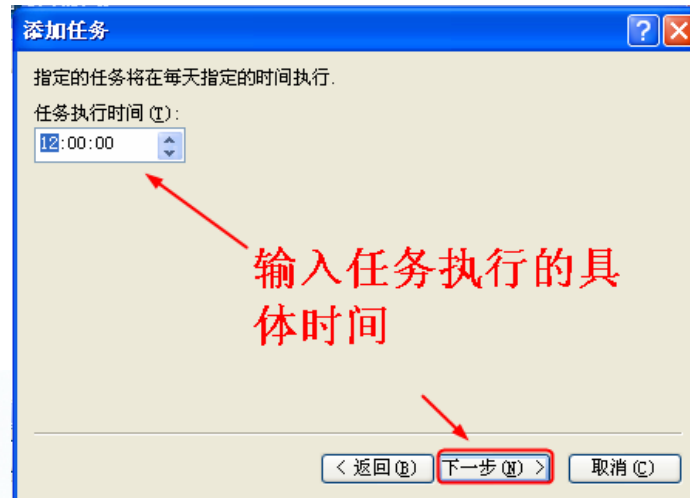 添加任务
指定的任务将在每天指定的时间执行.
任务执行时间(T):
12:00:00
输入任务执行的具
体时间
< 返回(B) 下一步(N) > 取消(C)